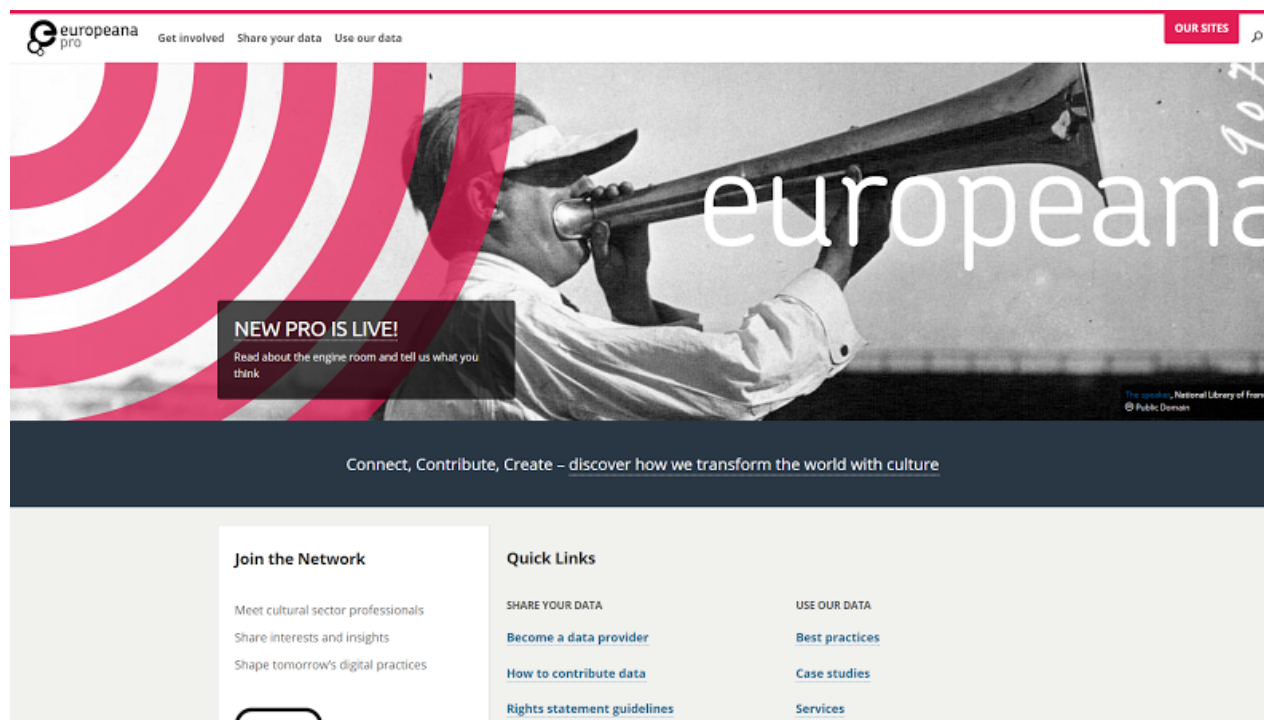 europeana
pro
Get involved Share your data Use our data
OUR SITES
907
europeana
NEW PRO IS LIVE!
Read about the engine room and tell us what you
think
The speaker, National Library of Fran
Public Domain
Connect, Contribute, Create – discover how we transform the world with culture
Join the Network
Meet cultural sector professionals
Share interests and insights
Shape tomorrow's digital practices
Quick Links
SHARE YOUR DATA
Become a data provider
How to contribute data
Rights statement guidelines
USE OUR DATA
Best practices
Case studies
Services